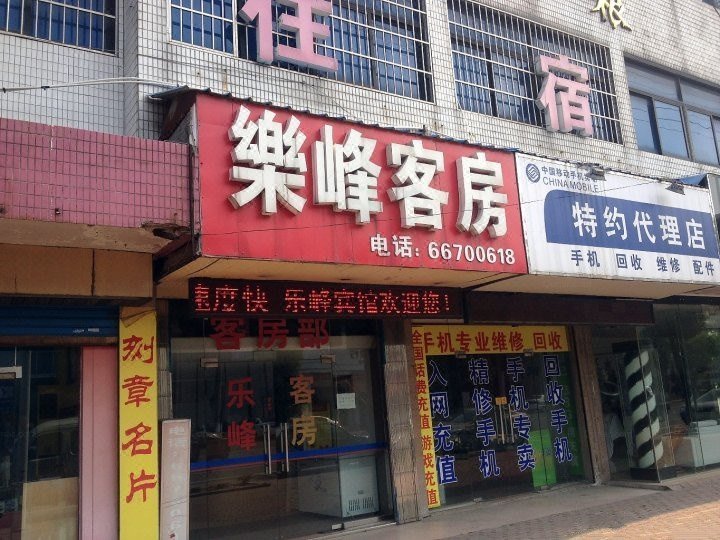 住
宿
樂峰客房
电话：66700618
中国移动手机
CHINA MOBILE
特约代理店
手机 回收 维修 配件
度快 乐峰宾馆欢迎您！
客房部
乐峰
客房
刻章名片
手机专业维修 回收
全国话费充值游戏充值
入网充值
精修手机
手机专卖
回收手机